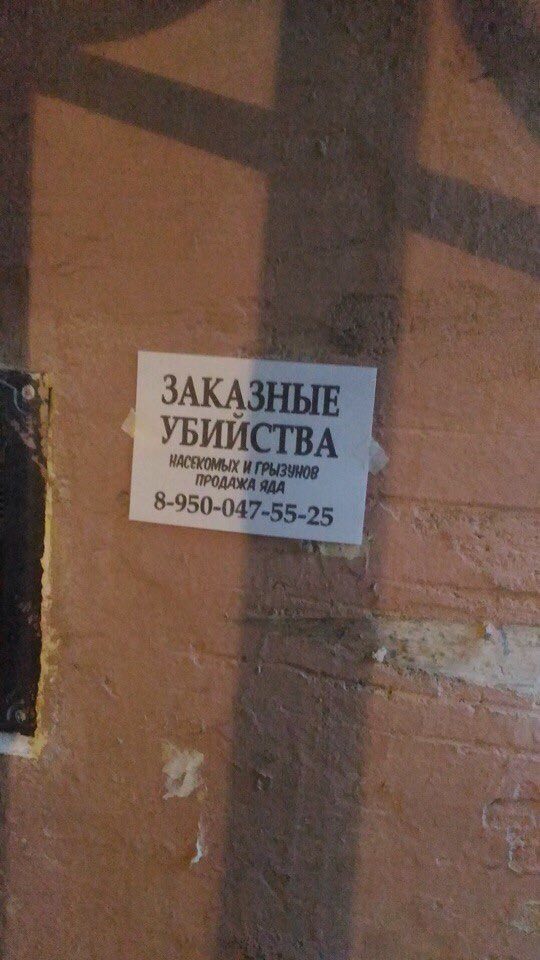 ЗАКАЗНЫЕ
УБИЙСТВА
НАСЕКОМЫХ И ГРЫЗУНОВ
ПРОДАЖА ЯДА
8-950-047-55-25